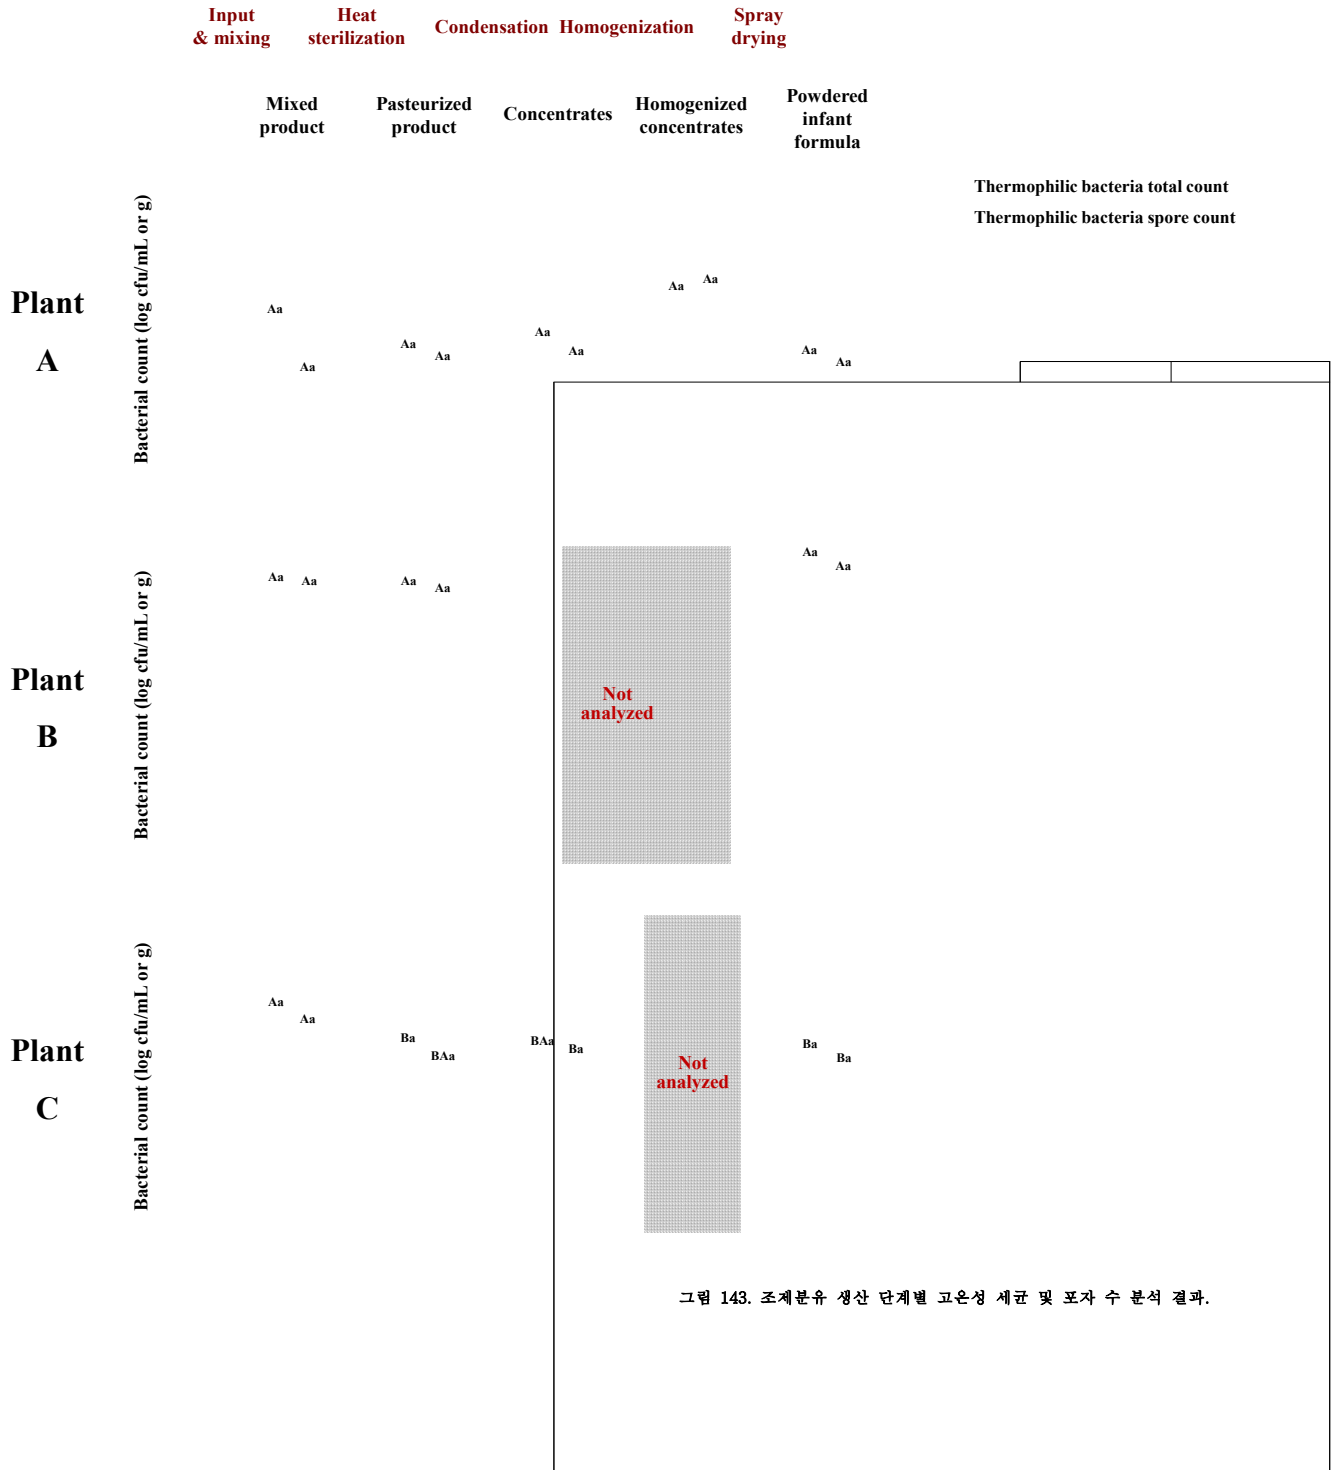 Input
& mixing
Heat
sterilization
Condensation
Homogenization
Spray
drying
Mixed
product
Pasteurized
product
Concentrates
Homogenized
concentrates
Powdered
infant
formula
Thermophilic bacteria total count
Thermophilic bacteria spore count
Plant
A
Bacterial count (log cfu/mL or g)
Aa
Aa
Aa
Aa
Aa
Aa
Aa
Aa
Aa
Aa
Plant
B
Bacterial count (log cfu/mL or g)
Aa
Aa
Aa
Aa
Not
analyzed
Aa
Aa
Plant
C
Bacterial count (log cfu/mL or g)
Aa
Aa
Ba
BAa
BAa
Ba
Not
analyzed
Ba
Ba
그림 143. 조제분유 생산 단계별 고온성 세균 및 포자 수 분석 결과.